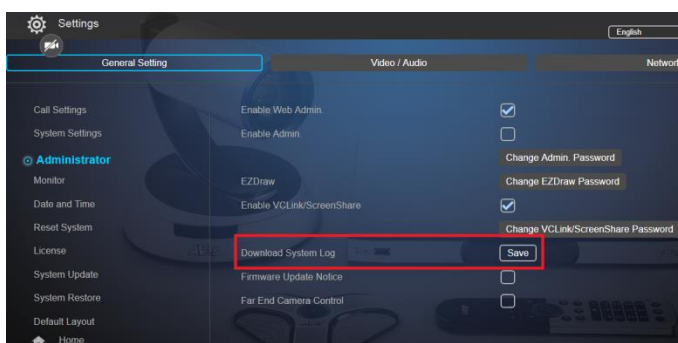 Settings
English
General Setting
Video / Audio
Networ
Call Settings
Enable Web Admin.
System Settings
Enable Admin.
Administrator
Change Admin. Password
Monitor
EZDraw
Change EZDraw Password
Date and Time
Enable VCLink/ScreenShare
Reset System
Change VCLink/ScreenShare Password
License
Download System Log
Save
System Update
Firmware Update Notice
System Restore
Far End Camera Control
Default Layout
Home